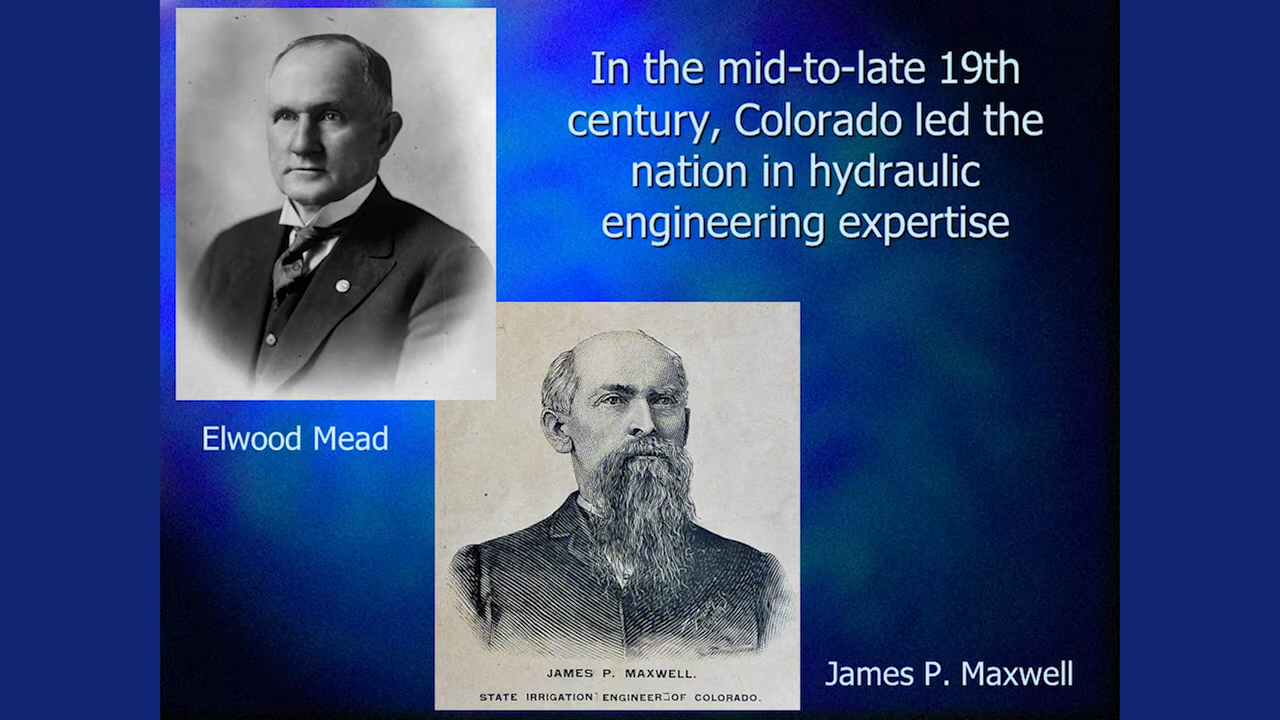 In the mid-to-late 19th
century, Colorado led the
nation in hydraulic
engineering expertise
Elwood Mead
JAMES P. MAXWELL.
STATE IRRIGATION ENGINEER OF COLORADO.
James P. Maxwell